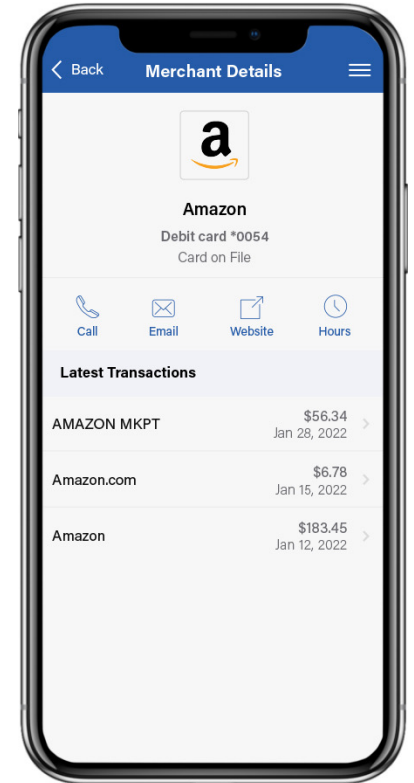 Back
Merchant Details
a
Amazon
Debit card *0054
Card on File
Call
Email
Website
Hours
Latest Transactions
AMAZON MKPT
$56.34
Jan 28, 2022
Amazon.com
$6.78
Jan 15, 2022
Amazon
$183.45
Jan 12, 2022